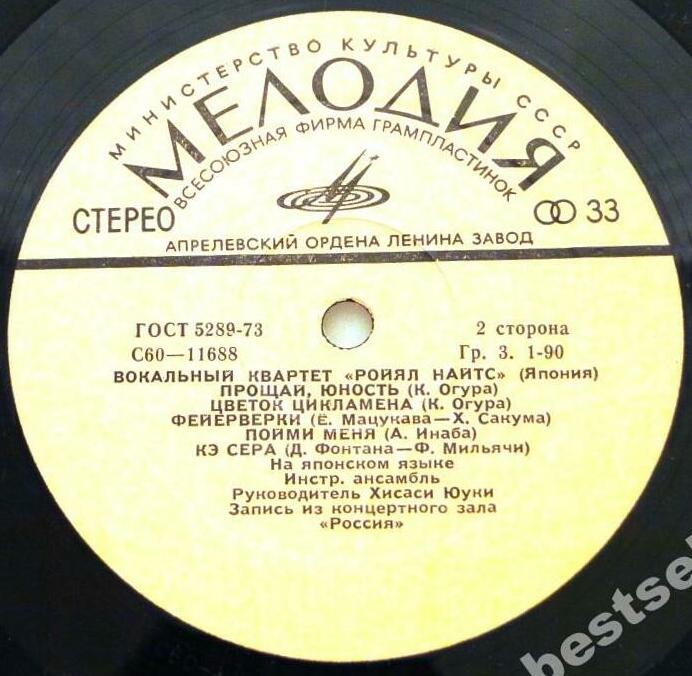 МИНИСТЕРСТВО КУЛЬТУРЫ СССР
МЕЛОДИЯ
ВСЕСОЮЗНАЯ ФИРМА ГРАМПЛАСТИНОК
СТЕРЕО
33
АПРЕЛЕВСКИЙ ОРДЕНА ЛЕНИНА ЗАВОД
ГОСТ 5289-73 2 сторона
С60—11688 Гр. 3. 1-90
ВОКАЛЬНЫЙ КВАРТЕТ «РОЙЯЛ НАЙТС» (Япония)
ПРОЩАЙ, ЮНОСТЬ (К. Огура)
ЦВЕТОК ЦИКЛАМЕНА (К. Огура)
ФЕЙЕРВЕРКИ (Ё. Мацукава—Х. Сакума)
ПОЙМИ МЕНЯ (А. Инаба)
КЭ СЕРА (Д. Фонтана—Ф. Мильячи)
На японском языке
Инстр. ансамбль
Руководитель Хисаси Юуки
Запись из концертного зала
«Россия»
bestsel